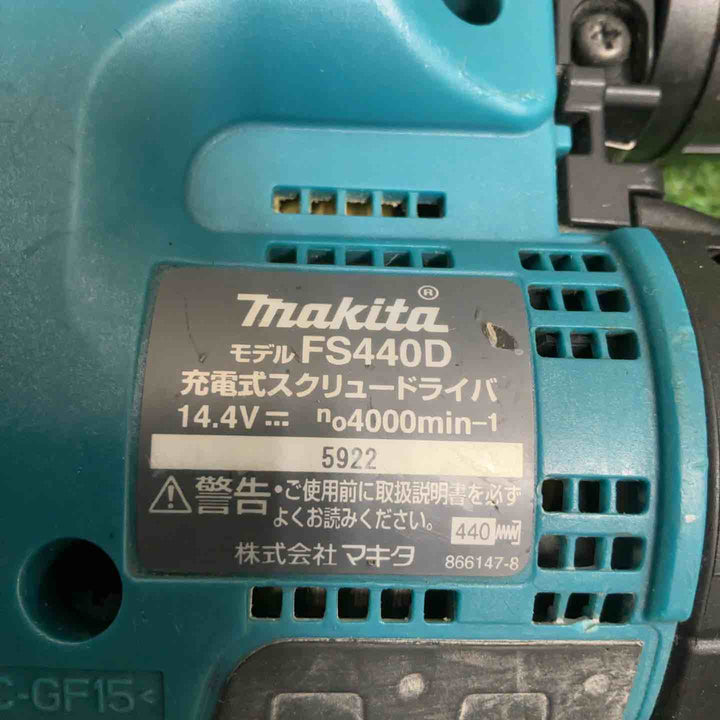 makita®
モデル FS440D
充電式スクリュードライバ
14.4V⎓ n₀4000min-1
5922
⚠警告・ご使用前に取扱説明書を必ず
よくお読みください。 440
株式会社 マキタ 866147-8
C-GF15<